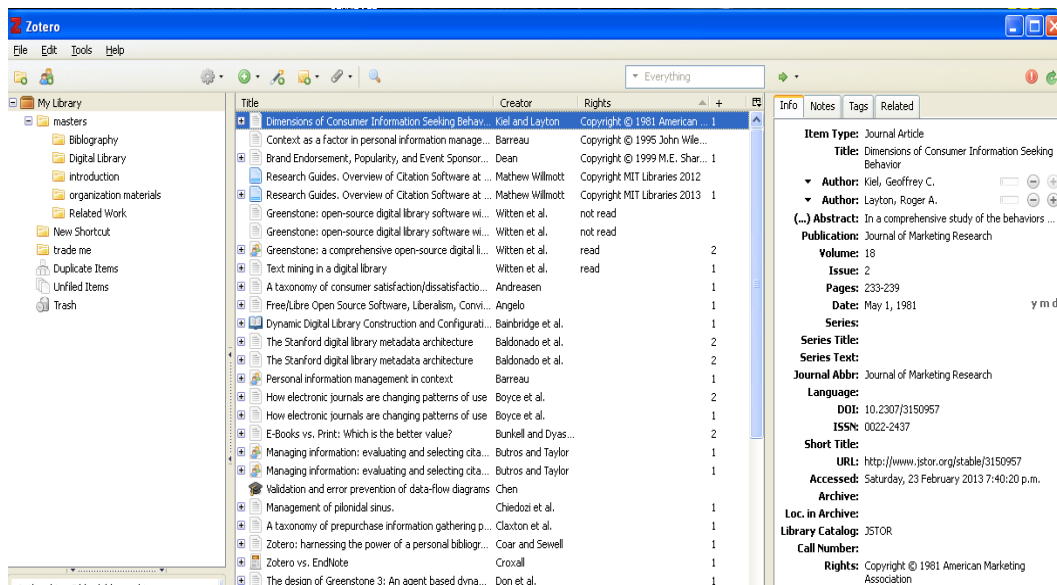 Zotero
File Edit Tools Help
Everything
My Library
masters
Biblography
Digital Library
introduction
organization materials
Related Work
New Shortcut
trade me
Duplicate Items
Unfiled Items
Trash
Title Creator Rights +
Dimensions of Consumer Information Seeking Behav... Kiel and Layton Copyright © 1981 American ... 1
Context as a factor in personal information manage... Barreau Copyright © 1995 John Wile...
Brand Endorsement, Popularity, and Event Sponsor... Dean Copyright © 1999 M.E. Shar... 1
Research Guides. Overview of Citation Software at ... Mathew Willmott Copyright MIT Libraries 2012
Research Guides. Overview of Citation Software at ... Mathew Willmott Copyright MIT Libraries 2013 1
Greenstone: open-source digital library software wi... Witten et al. not read
Greenstone: open-source digital library software wi... Witten et al. not read
Greenstone: a comprehensive open-source digital li... Witten et al. read 2
Text mining in a digital library Witten et al. read 1
A taxonomy of consumer satisfaction/dissatisfactio... Andreasen 1
Free/Libre Open Source Software, Liberalism, Convi... Angelo 1
Dynamic Digital Library Construction and Configurati... Bainbridge et al. 1
The Stanford digital library metadata architecture Baldonado et al. 2
The Stanford digital library metadata architecture Baldonado et al. 2
Personal information management in context Barreau 1
How electronic journals are changing patterns of use Boyce et al. 2
How electronic journals are changing patterns of use Boyce et al. 1
E-Books vs. Print: Which is the better value? Bunkell and Dyas... 2
Managing information: evaluating and selecting cita... Butros and Taylor 1
Managing information: evaluating and selecting cita... Butros and Taylor 1
Validation and error prevention of data-flow diagrams Chen
Management of pilonidal sinus. Chiedozi et al. 1
A taxonomy of prepurchase information gathering p... Claxton et al. 1
Zotero: harnessing the power of a personal bibliogr... Coar and Sewell 1
Zotero vs. EndNote Croxall 1
The design of Greenstone 3: An agent based dyna... Don et al. 1
Info Notes Tags Related
Item Type: Journal Article
Title: Dimensions of Consumer Information Seeking
Behavior
Author: Kiel, Geoffrey C.
Author: Layton, Roger A.
(...) Abstract: In a comprehensive study of the behaviors ...
Publication: Journal of Marketing Research
Volume: 18
Issue: 2
Pages: 233-239
Date: May 1, 1981 y m d
Series:
Series Title:
Series Text:
Journal Abbr: Journal of Marketing Research
Language:
DOI: 10.2307/3150957
ISSN: 0022-2437
Short Title:
URL: http://www.jstor.org/stable/3150957
Accessed: Saturday, 23 February 2013 7:40:20 p.m.
Archive:
Loc. in Archive:
Library Catalog: JSTOR
Call Number:
Rights: Copyright © 1981 American Marketing
Association